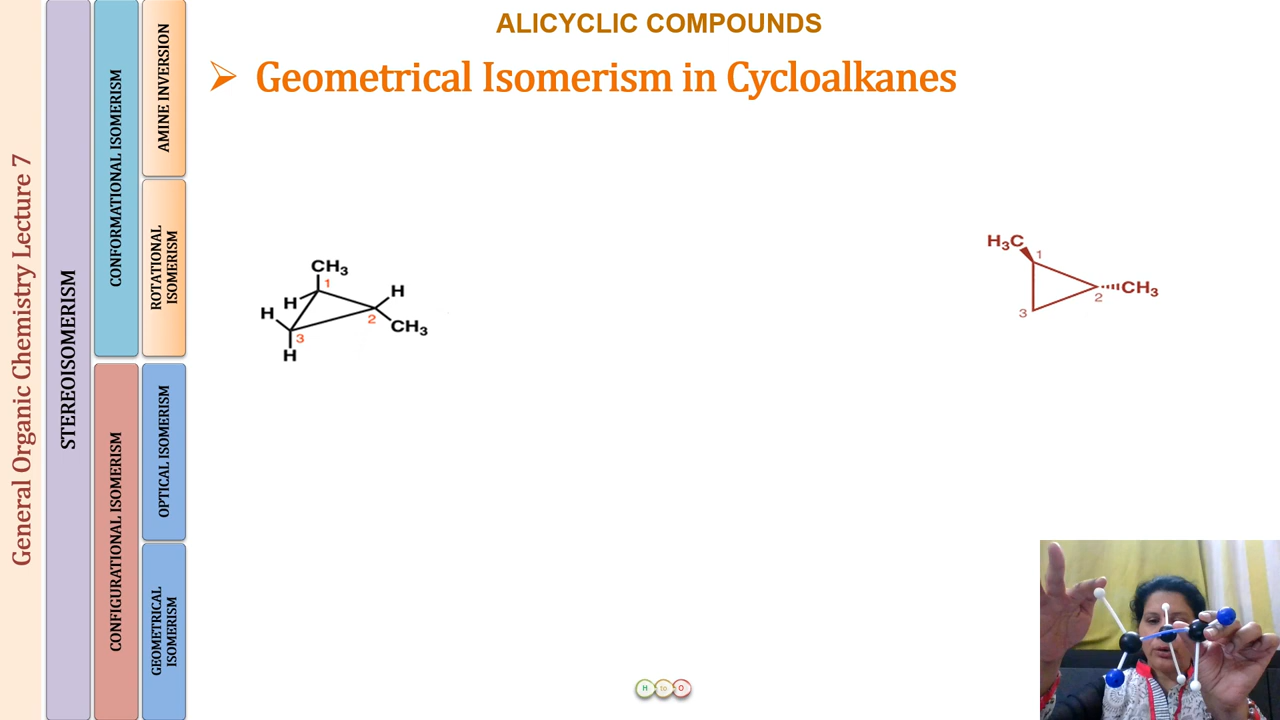 ALICYCLIC COMPOUNDS
Geometrical Isomerism in Cycloalkanes
General Organic Chemistry Lecture 7
STEREOISOMERISM
CONFORMATIONAL ISOMERISM
CONFIGURATIONAL ISOMERISM
AMINE INVERSION
ROTATIONAL
ISOMERISM
OPTICAL ISOMERISM
GEOMETRICAL
ISOMERISM
CH₃
1
H
H
H
2
CH₃
3
H
H₃C
1
CH₃
2
3
H to O